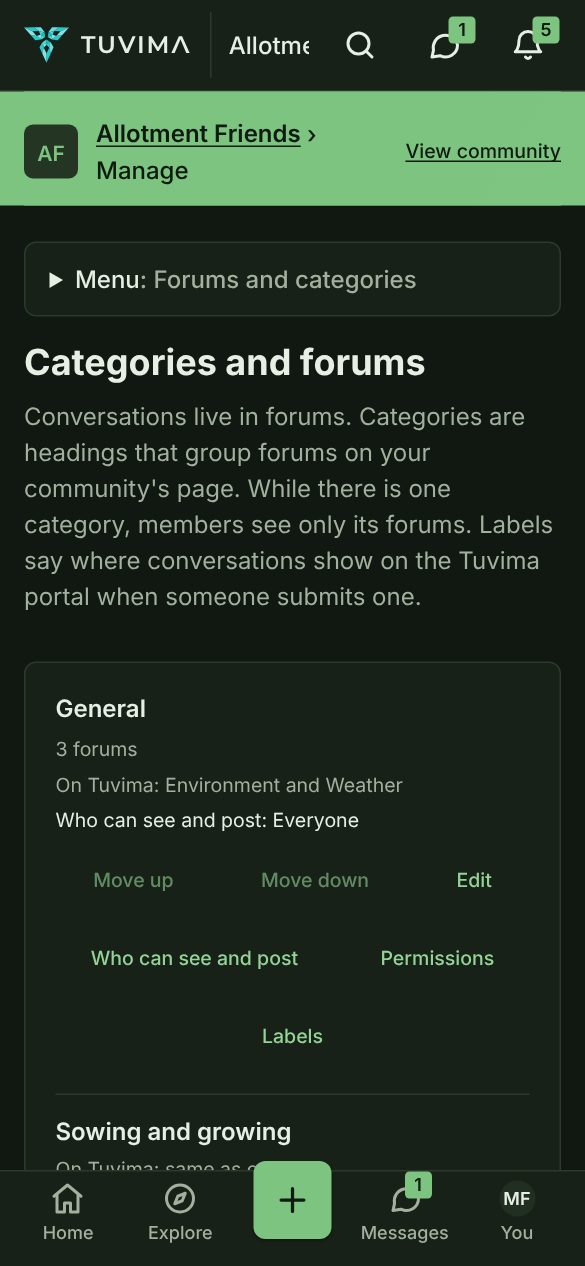 TUVIMA
Allotme
1
5
AF
Allotment Friends ›
Manage
View community
▶ Menu: Forums and categories
Categories and forums
Conversations live in forums. Categories are
headings that group forums on your
community's page. While there is one
category, members see only its forums. Labels
say where conversations show on the Tuvima
portal when someone submits one.
General
3 forums
On Tuvima: Environment and Weather
Who can see and post: Everyone
Move up
Move down
Edit
Who can see and post
Permissions
Labels
Sowing and growing
On Tuvima: same as
1
MF
Home
Explore
Messages
You